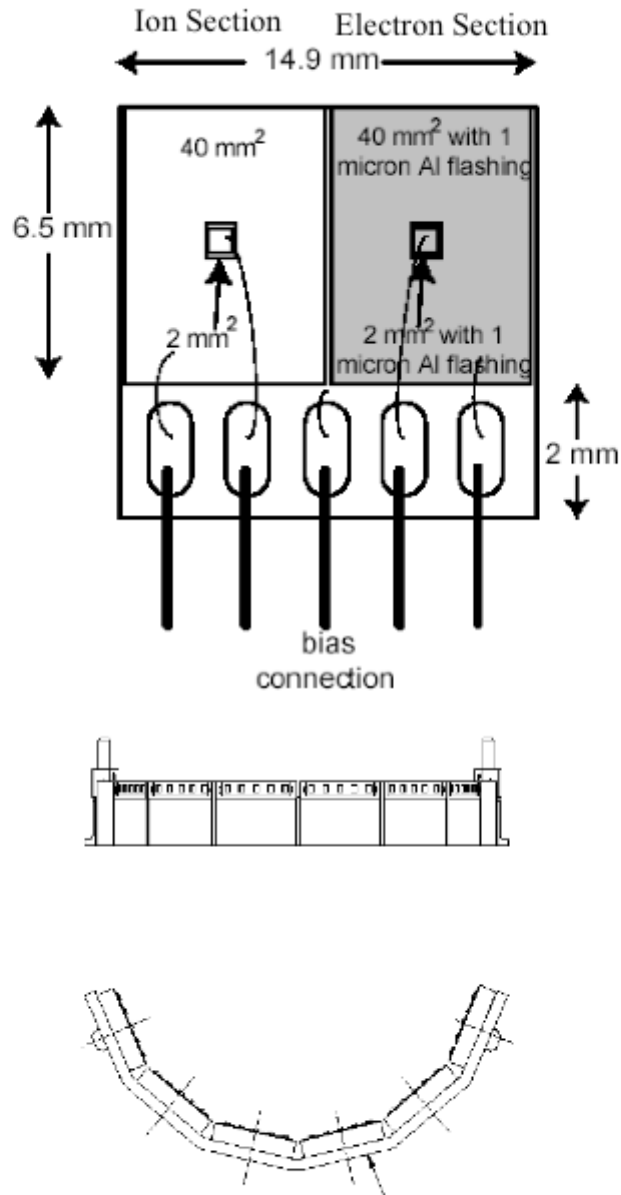 Ion Section
Electron Section
14.9 mm
40 mm²
40 mm² with 1
micron Al flashing
6.5 mm
2 mm²
2 mm² with 1
micron Al flashing
2 mm
bias
connection